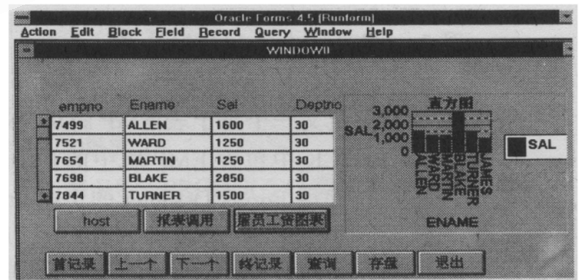 Oracle Forms 4.5 [Runform]
Action Edit Block Field Record Query Window Help
WINDOW0
empno Ename Sal Deptno
7499 ALLEN 1600 30
7521 WARD 1250 30
7654 MARTIN 1250 30
7698 BLAKE 2850 30
7844 TURNER 1500 30
host 报表调用 雇员工资图表
直方图
3,000
2,000
1,000
0
SAL
ALLEN
WARD
MARTIN
BLAKE
TURNER
JAMES
ENAME
SAL
首记录 上一个 下一个 终记录 查询 存盘 退出